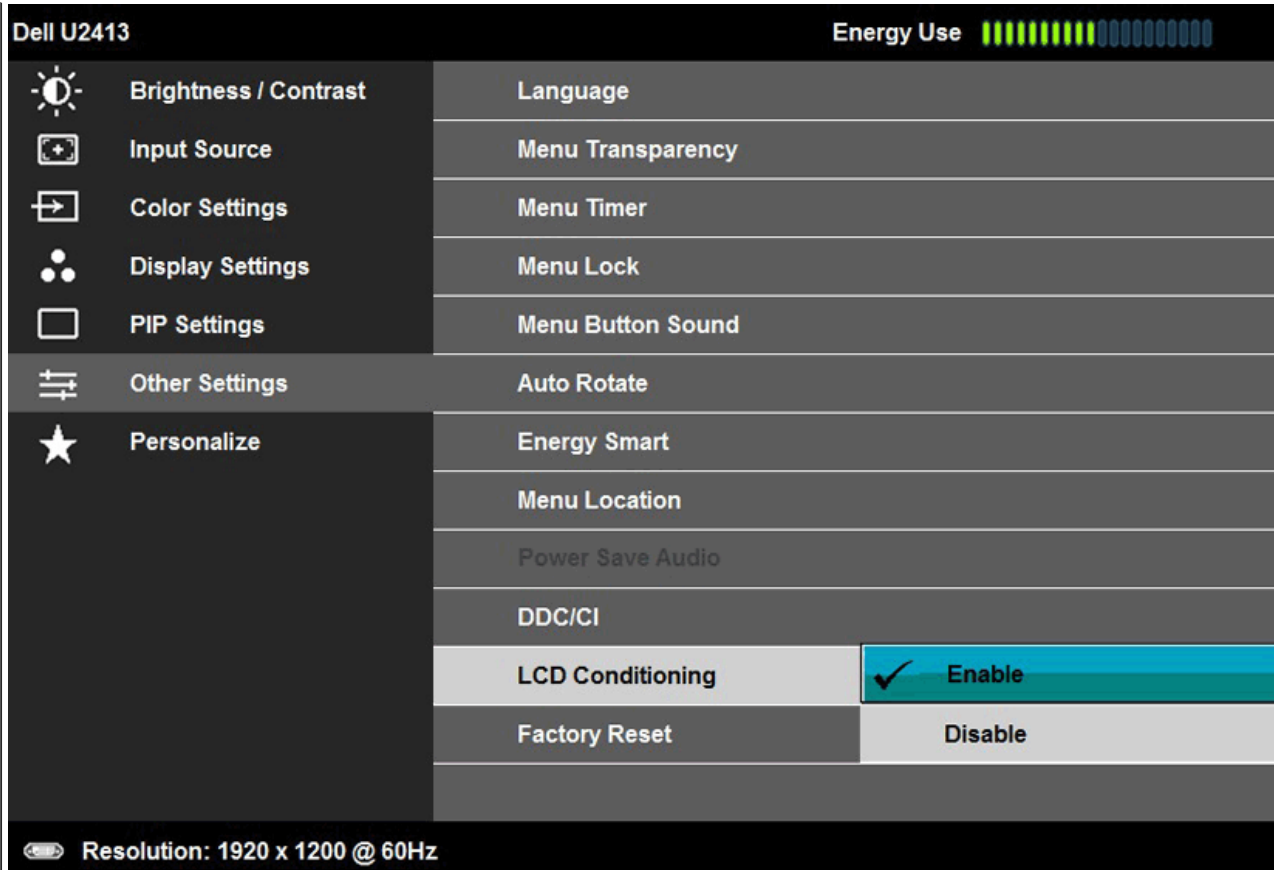 Dell U2413 Energy Use
Brightness / Contrast Language
Input Source Menu Transparency
Color Settings Menu Timer
Display Settings Menu Lock
PIP Settings Menu Button Sound
Other Settings Auto Rotate
Personalize Energy Smart
Menu Location
Power Save Audio
DDC/CI
LCD Conditioning Enable
Factory Reset Disable
Resolution: 1920 x 1200 @ 60Hz